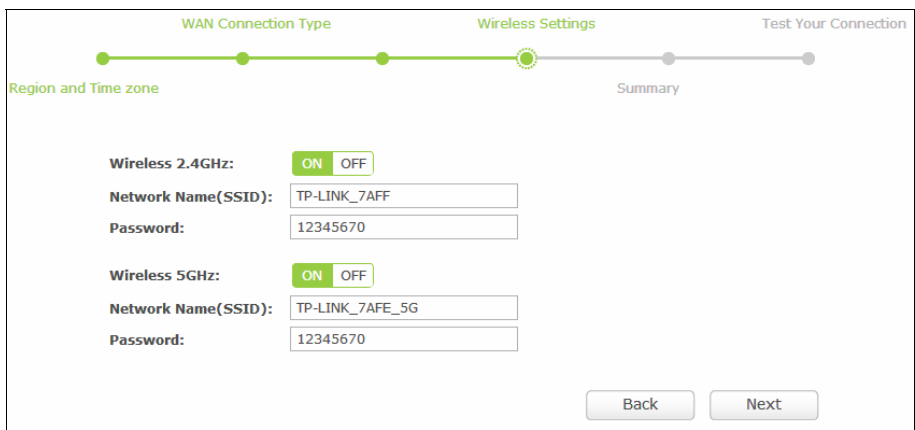 WAN Connection Type Wireless Settings Test Your Connection
Region and Time zone Summary
Wireless 2.4GHz: ON OFF
Network Name(SSID): TP-LINK_7AFF
Password: 12345670
Wireless 5GHz: ON OFF
Network Name(SSID): TP-LINK_7AFE_5G
Password: 12345670
Back Next